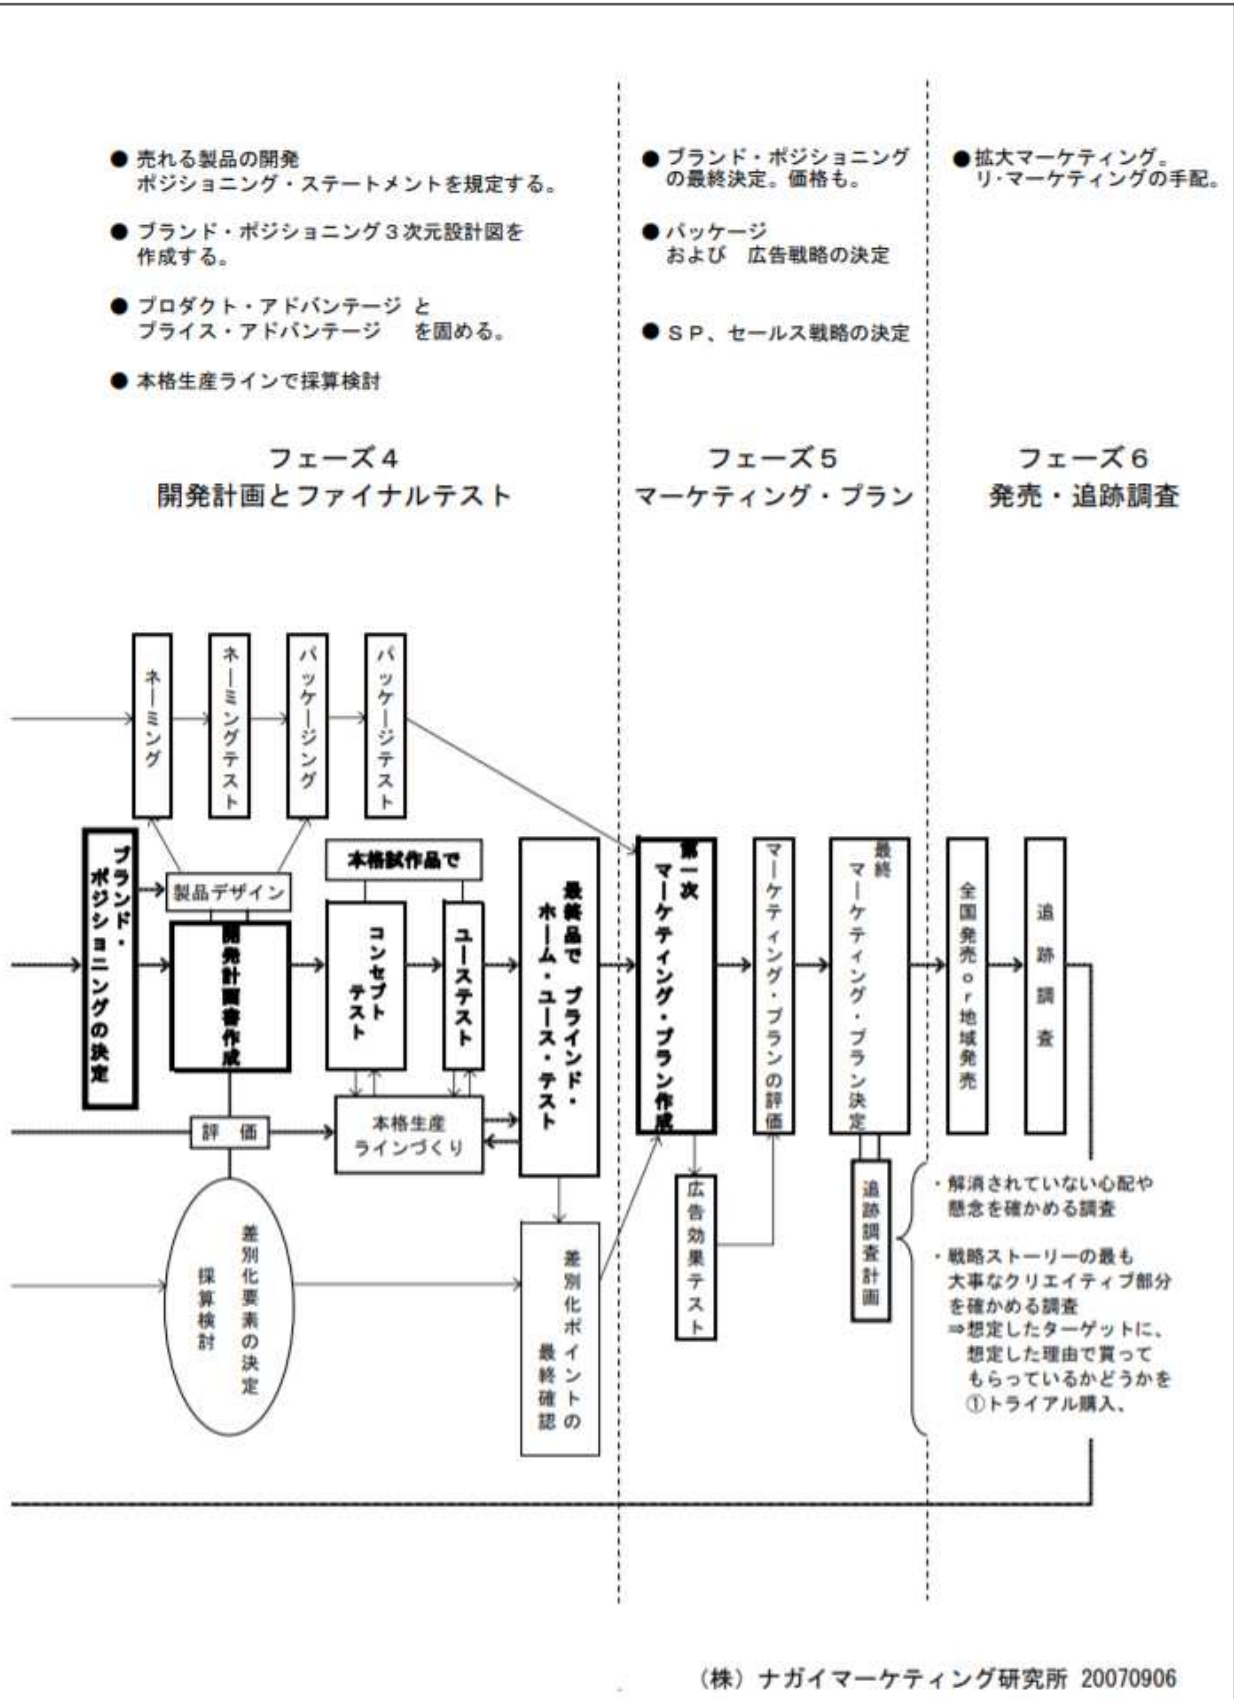 ● 売れる製品の開発
ポジショニング・ステートメントを規定する。
● ブランド・ポジショニング３次元設計図を
作成する。
● プロダクト・アドバンテージ と
プライス・アドバンテージ を固める。
● 本格生産ラインで採算検討
● ブランド・ポジショニング
の最終決定。価格も。
● パッケージ
および 広告戦略の決定
● ＳＰ、セールス戦略の決定
● 拡大マーケティング。
リ･マーケティングの手配。
フェーズ４
開発計画とファイナルテスト
フェーズ５
マーケティング・プラン
フェーズ６
発売・追跡調査
ネーミング
ネーミングテスト
パッケージング
パッケージテスト
ブランド・
ポジショニングの決定
製品デザイン
開発計画書作成
本格試作品で
コンセプト
テスト
ユーステスト
最終品で ブラインド・
ホーム・ユース・テスト
第一次
マーケティング・プラン作成
マーケティング・プランの評価
最終
マーケティング・プラン決定
全国発売ｏｒ地域発売
追跡調査
評 価
本格生産
ラインづくり
差別化要素の決定
採算検討
差別化ポイントの
最終確認
広告効果テスト
追跡調査計画
・解消されていない心配や
懸念を確かめる調査
・戦略ストーリーの最も
大事なクリエイティブ部分
を確かめる調査
⇒想定したターゲットに、
想定した理由で買って
もらっているかどうかを
①トライアル購入、
（株）ナガイマーケティング研究所 20070906